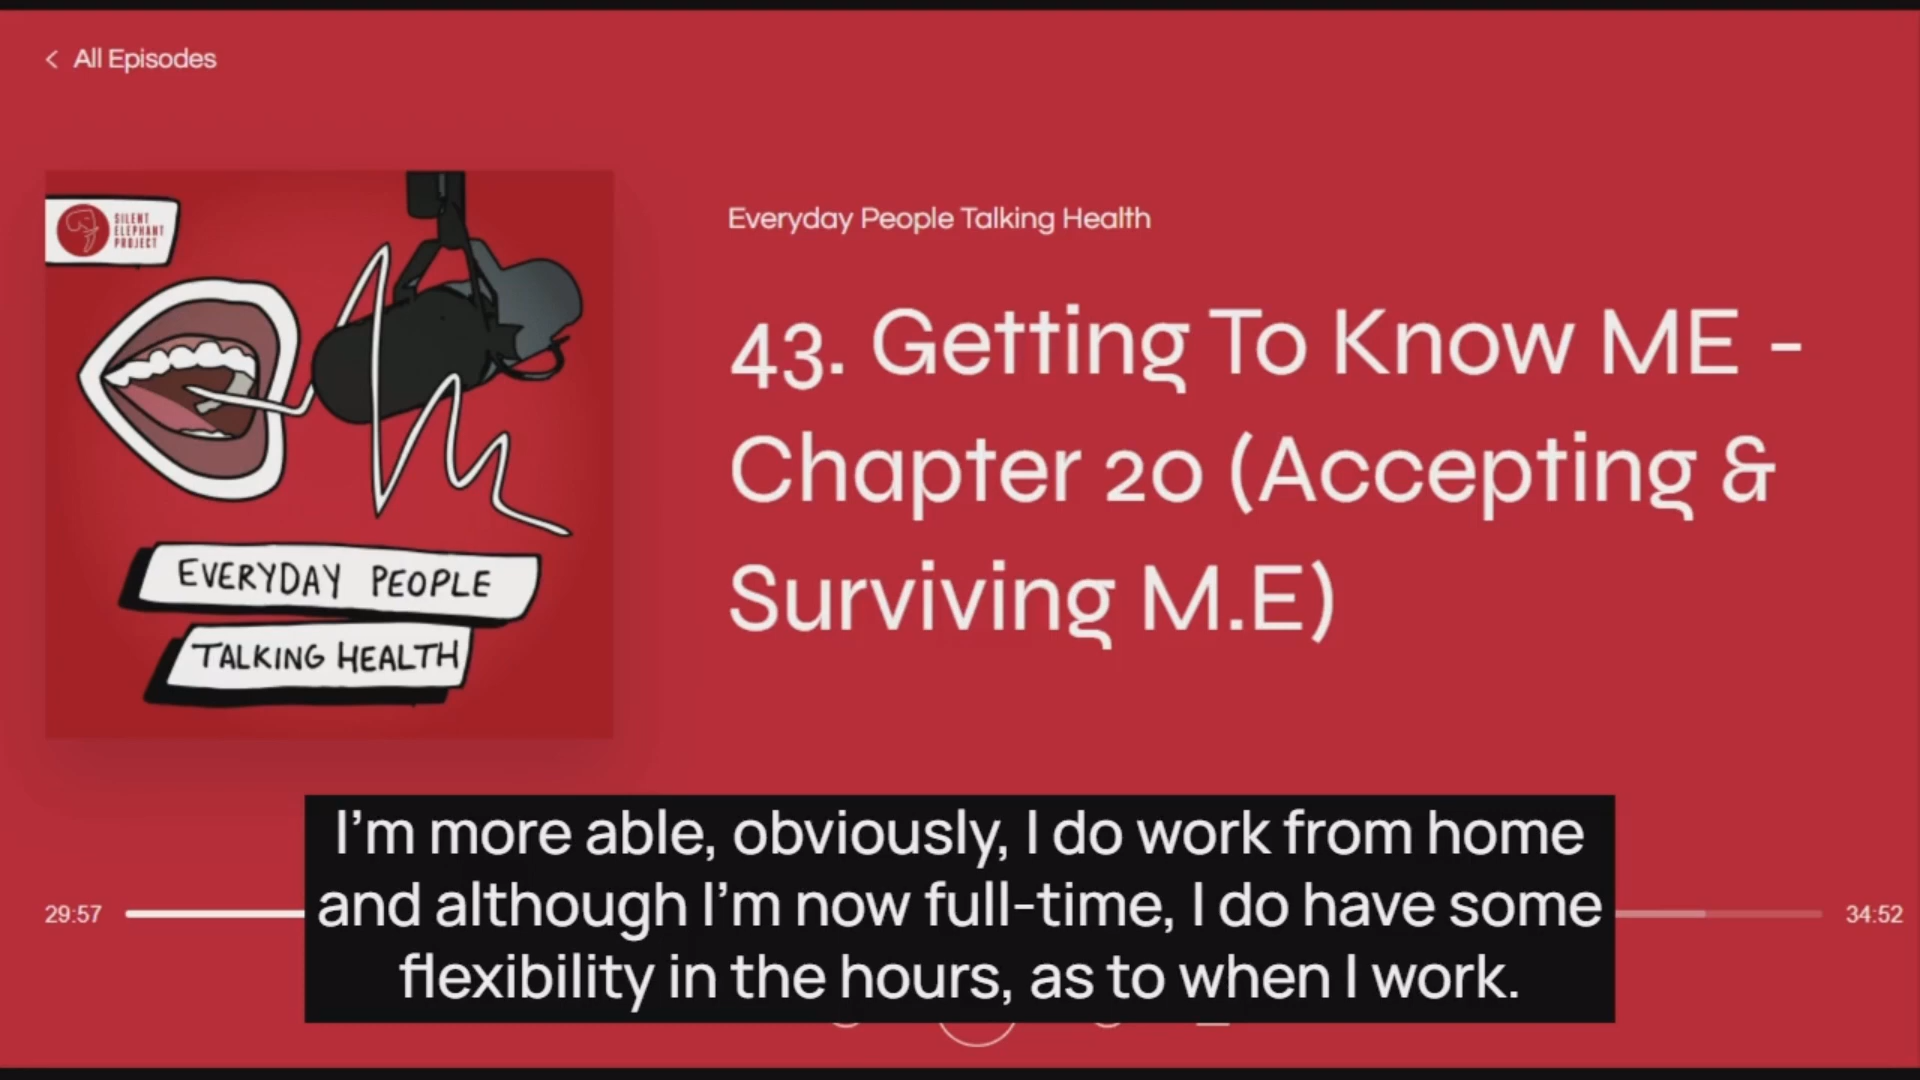 All Episodes
SILENT
ELEPHANT
PROJECT
EVERYDAY PEOPLE
TALKING HEALTH
Everyday People Talking Health
43. Getting To Know ME -
Chapter 20 (Accepting &
Surviving M.E)
I'm more able, obviously, I do work from home
and although I'm now full-time, I do have some
flexibility in the hours, as to when I work.
29:57
34:52